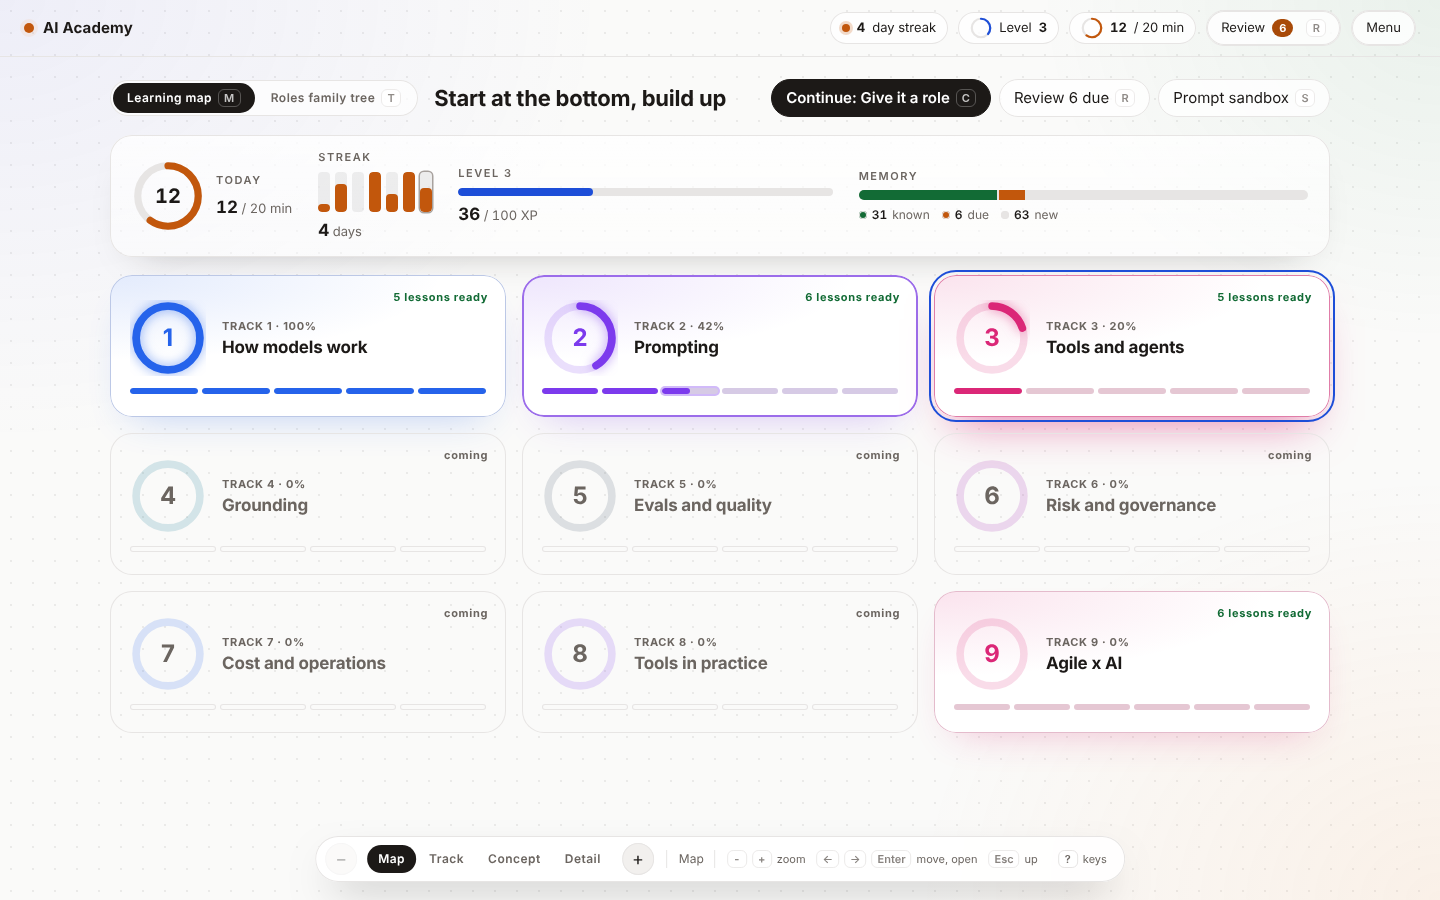 AI Academy
4 day streak
Level 3
12 / 20 min
Review 6 R
Menu
Learning map M
Roles family tree T
Start at the bottom, build up
Continue: Give it a role C
Review 6 due R
Prompt sandbox S
12
TODAY
12 / 20 min
STREAK
4 days
LEVEL 3
36 / 100 XP
MEMORY
31 known 6 due 63 new
5 lessons ready
1
TRACK 1 · 100%
How models work
6 lessons ready
2
TRACK 2 · 42%
Prompting
5 lessons ready
3
TRACK 3 · 20%
Tools and agents
coming
4
TRACK 4 · 0%
Grounding
coming
5
TRACK 5 · 0%
Evals and quality
coming
6
TRACK 6 · 0%
Risk and governance
coming
7
TRACK 7 · 0%
Cost and operations
coming
8
TRACK 8 · 0%
Tools in practice
6 lessons ready
9
TRACK 9 · 0%
Agile x AI
− Map Track Concept Detail + Map - + zoom ← → Enter move, open Esc up ? keys